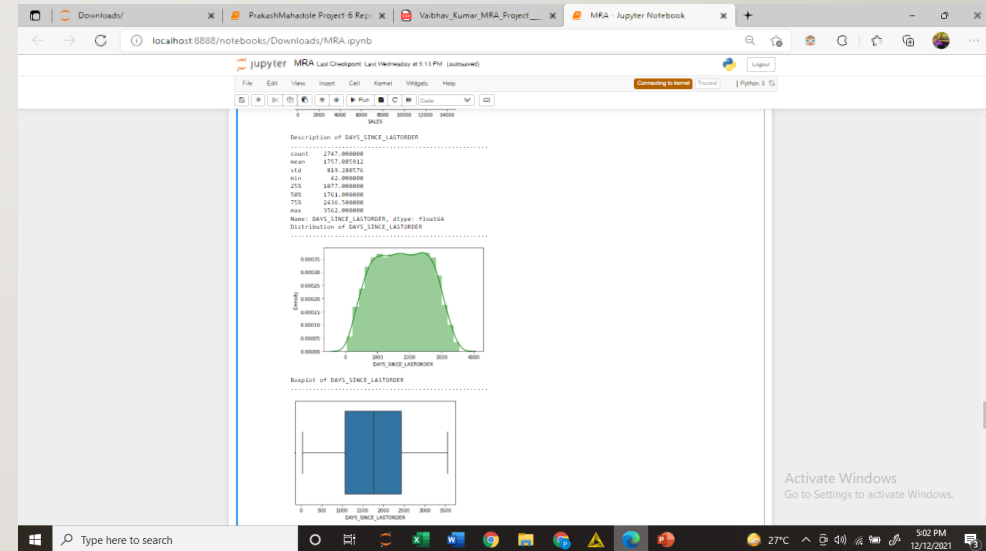 Downloads/
PrakashMahadole Project-6 Rep
Vaibhav_Kumar_MRA_Project__
MRA - Jupyter Notebook
localhost:8888/notebooks/Downloads/MRA.ipynb
jupyter MRA Last Checkpoint: Last Wednesday at 5:13 PM (autosaved)
Logout
File Edit View Insert Cell Kernel Widgets Help
Connecting to kernel Trusted Python 3
Run Code
0 2000 4000 6000 8000 10000 12000 14000
SALES
Description of DAYS_SINCE_LASTORDER
count 2747.000000
mean 1757.085912
std 819.280576
min 42.000000
25% 1077.000000
50% 1761.000000
75% 2436.500000
max 3562.000000
Name: DAYS_SINCE_LASTORDER, dtype: float64
Distribution of DAYS_SINCE_LASTORDER
0.00035
0.00030
0.00025
0.00020
0.00015
0.00010
0.00005
0.00000
Density
0 1000 2000 3000 4000
DAYS_SINCE_LASTORDER
Boxplot of DAYS_SINCE_LASTORDER
0 500 1000 1500 2000 2500 3000 3500
DAYS_SINCE_LASTORDER
Activate Windows
Go to Settings to activate Windows.
Type here to search
27°C
5:02 PM
12/12/2021
3